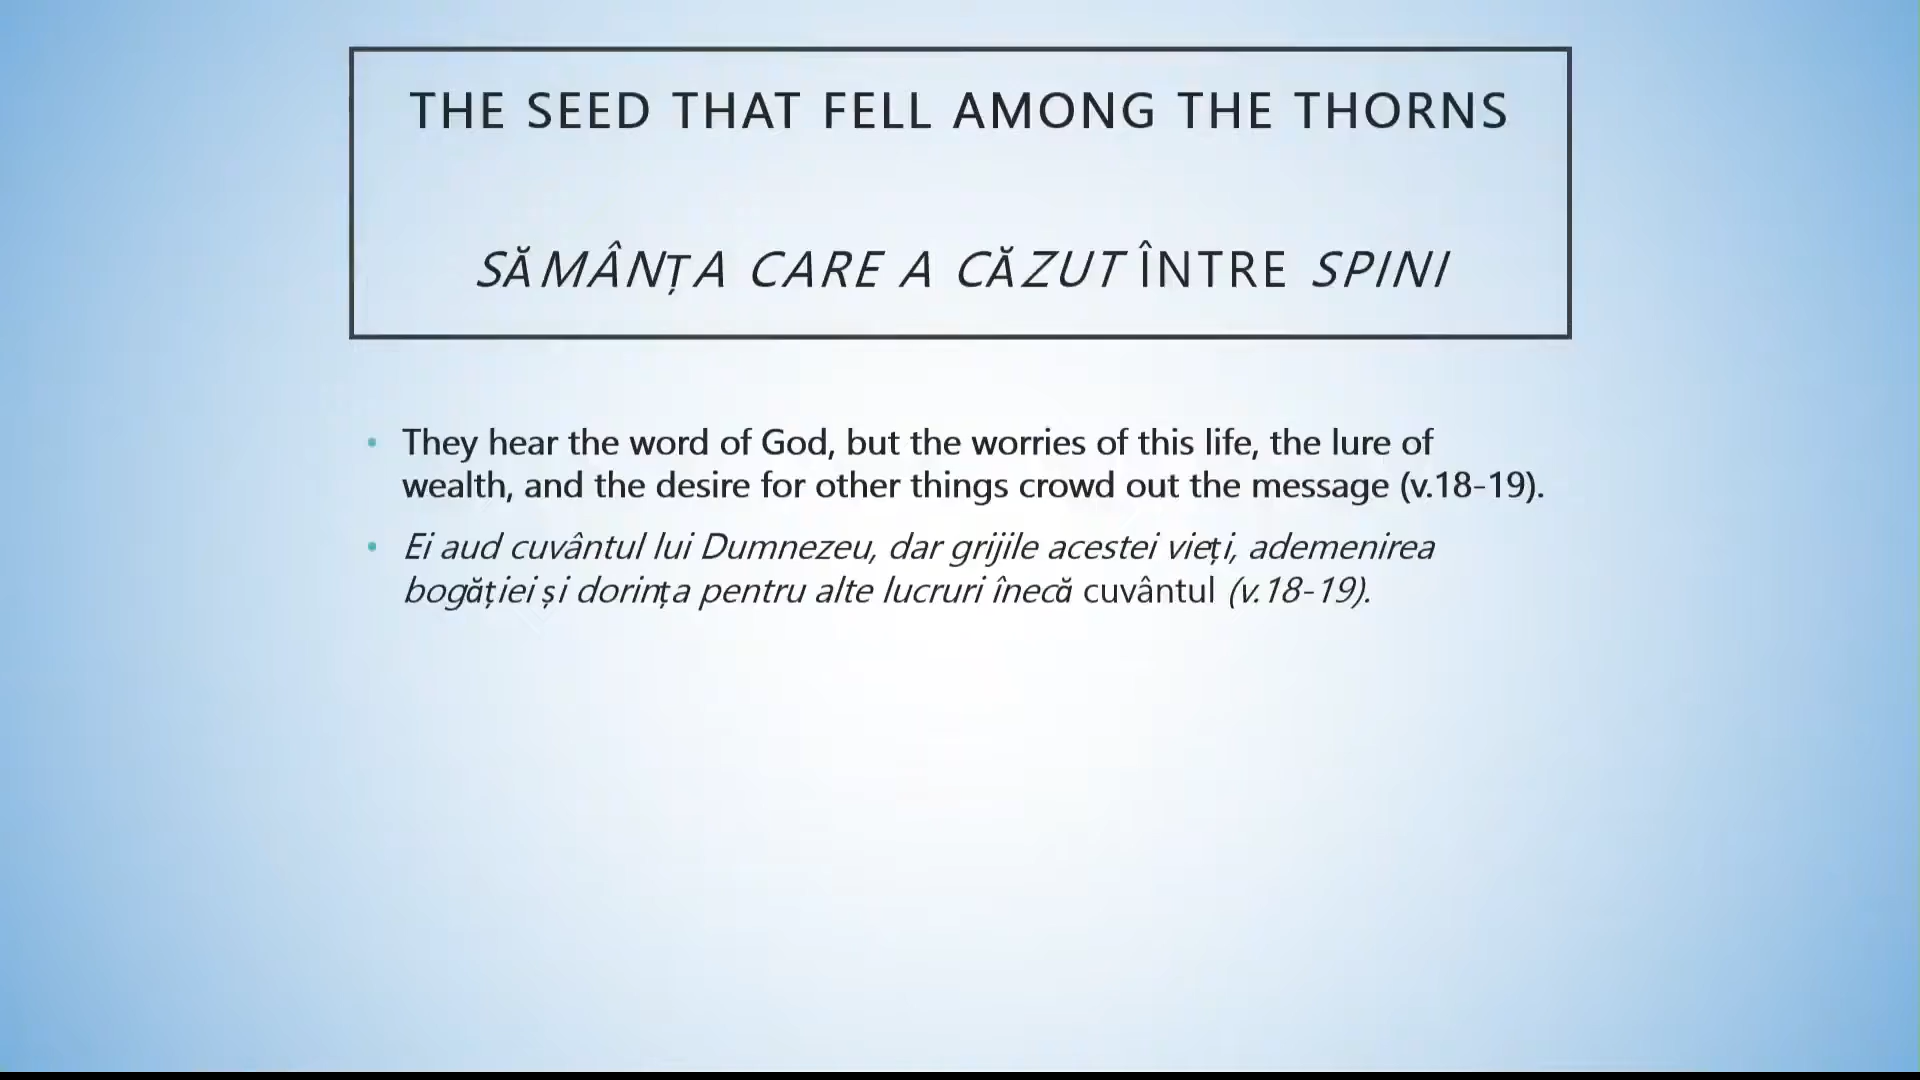 THE SEED THAT FELL AMONG THE THORNS
SĂMÂNȚA CARE A CĂZUT ÎNTRE SPINI
• They hear the word of God, but the worries of this life, the lure of
wealth, and the desire for other things crowd out the message (v.18-19).
• Ei aud cuvântul lui Dumnezeu, dar grijile acestei vieți, ademenirea
bogăției și dorința pentru alte lucruri înecă cuvântul (v.18-19).